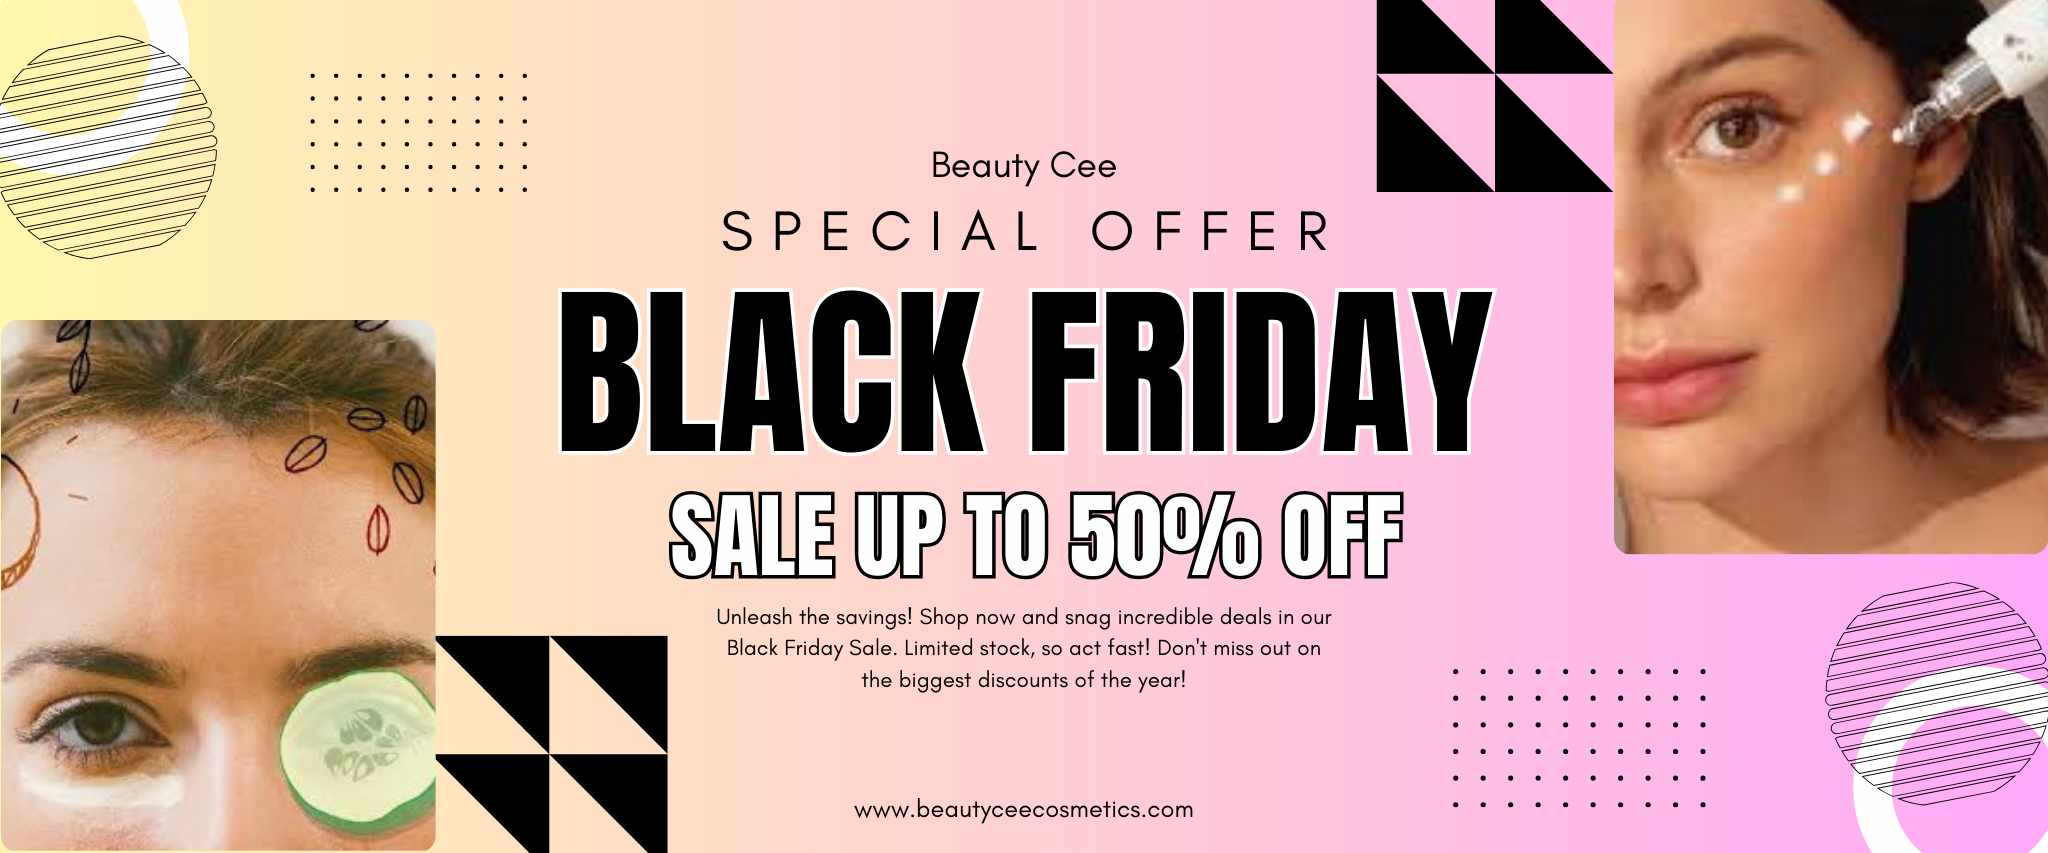 Beauty Cee
SPECIAL OFFER
BLACK FRIDAY
SALE UP TO 50% OFF
Unleash the savings! Shop now and snag incredible deals in our
Black Friday Sale. Limited stock, so act fast! Don't miss out on
the biggest discounts of the year!
www.beautyceecosmetics.com